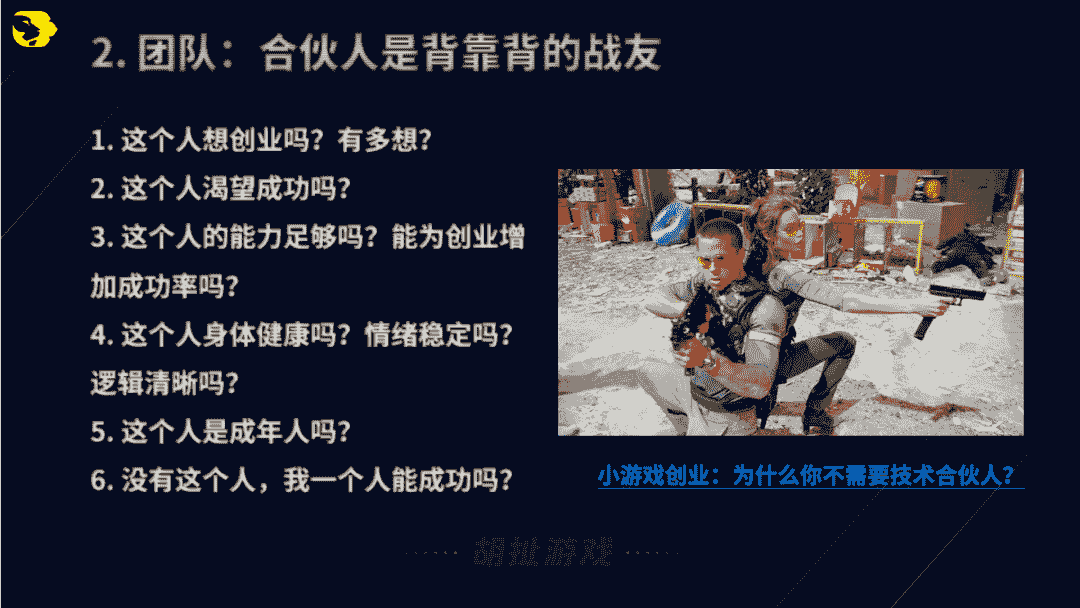 2. 团队：合伙人是背靠背的战友
1. 这个人想创业吗？有多想？
2. 这个人渴望成功吗？
3. 这个人的能力足够吗？能为创业增
加成功率吗？
4. 这个人身体健康吗？情绪稳定吗？
逻辑清晰吗？
5. 这个人是成年人吗？
6. 没有这个人，我一个人能成功吗？
小游戏创业：为什么你不需要技术合伙人？
胡扯游戏